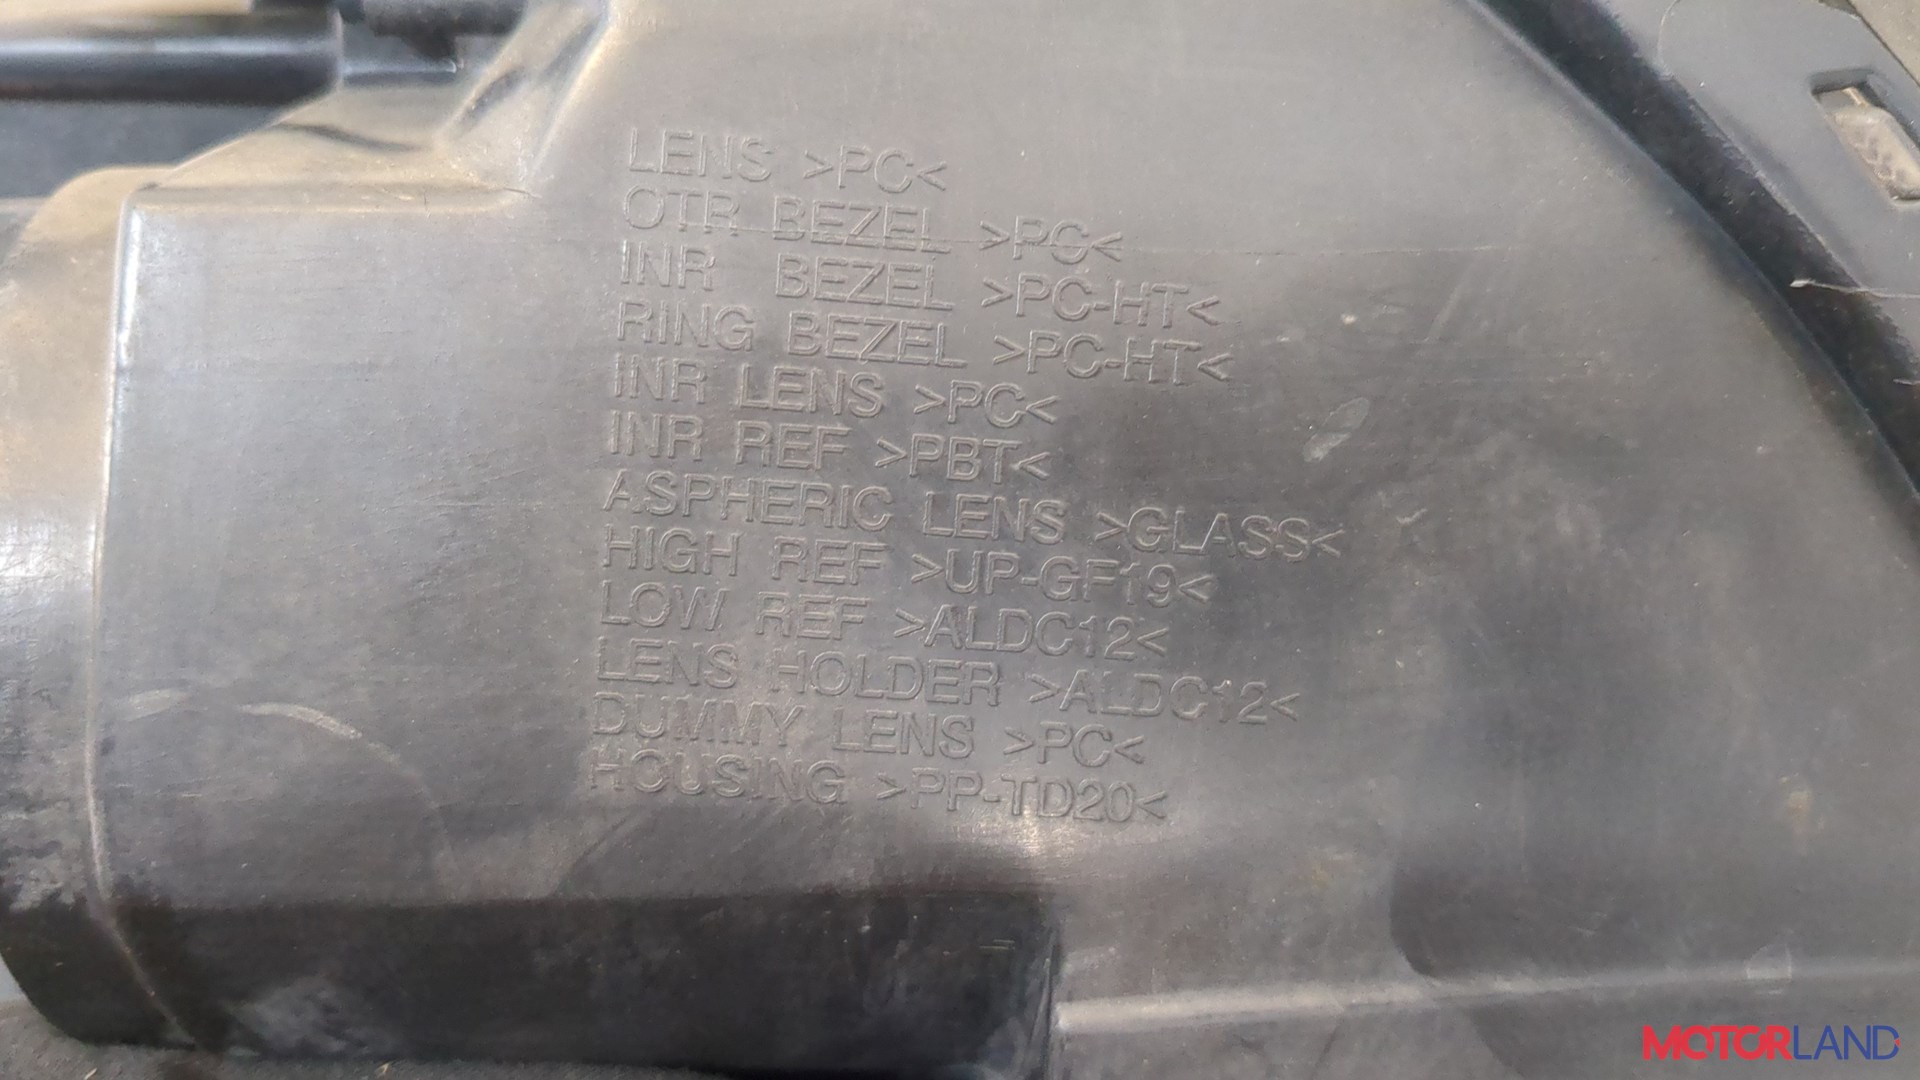 LENS >PC<
OTR BEZEL >PC<
INR BEZEL >PC-HT<
RING BEZEL >PC-HT<
INR LENS >PC<
INR REF >PBT<
ASPHERIC LENS >GLASS<
HIGH REF >UP-GF19<
LOW REF >ALDC12<
LENS HOLDER >ALDC12<
DUMMY LENS >PC<
HOUSING >PP-TD20<
MOTORLAND